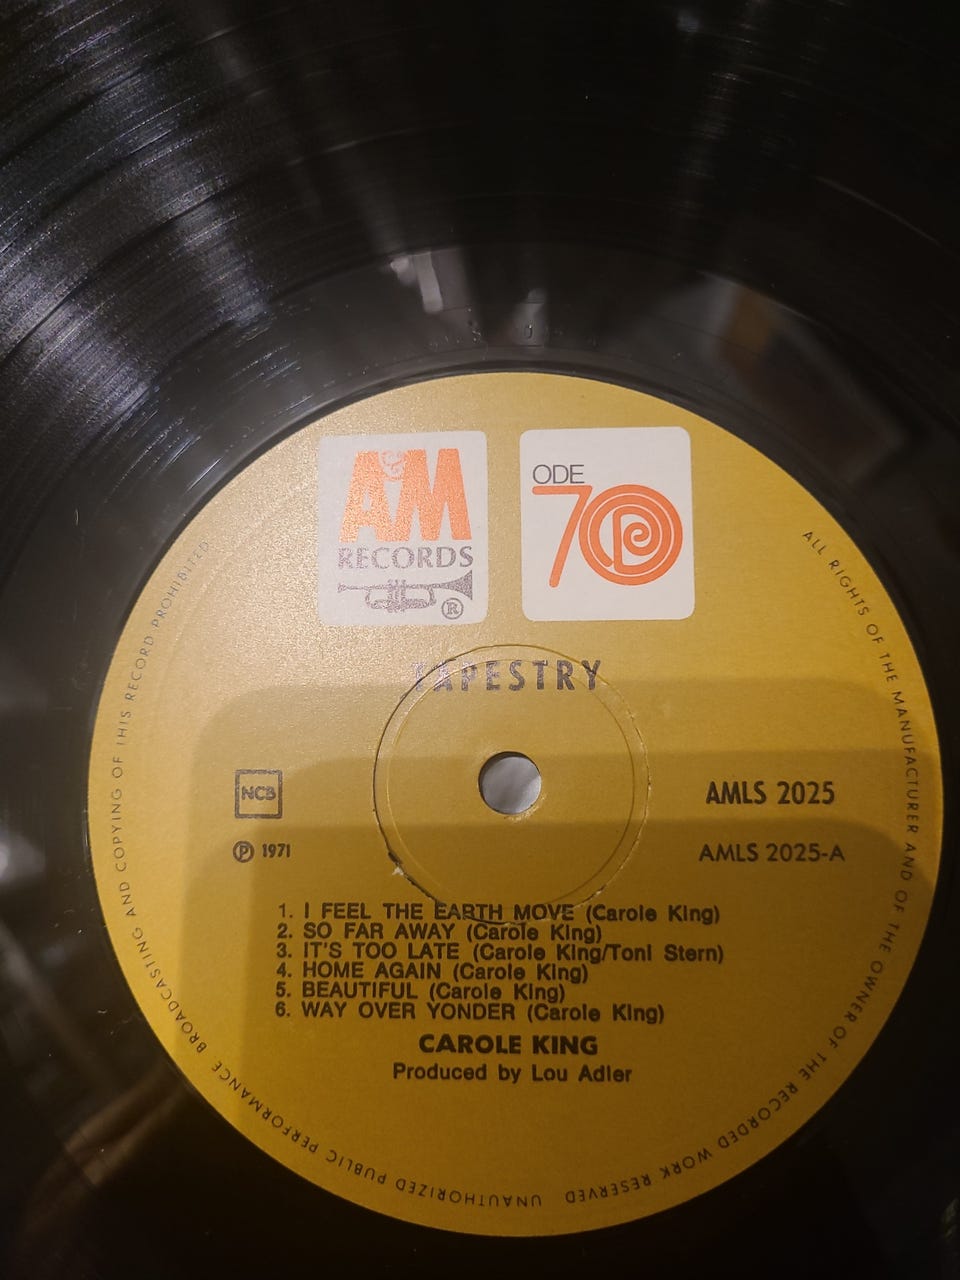 A&M
RECORDS
®
ODE
70
TAPESTRY
NCB
AMLS 2025
℗ 1971
AMLS 2025-A
1. I FEEL THE EARTH MOVE (Carole King)
2. SO FAR AWAY (Carole King)
3. IT'S TOO LATE (Carole King/Toni Stern)
4. HOME AGAIN (Carole King)
5. BEAUTIFUL (Carole King)
6. WAY OVER YONDER (Carole King)
CAROLE KING
Produced by Lou Adler
ALL RIGHTS OF THE MANUFACTURER AND OF THE OWNER OF THE RECORDED WORK RESERVED UNAUTHORIZED PUBLIC PERFORMANCE BROADCASTING AND COPYING OF THIS RECORD PROHIBITED